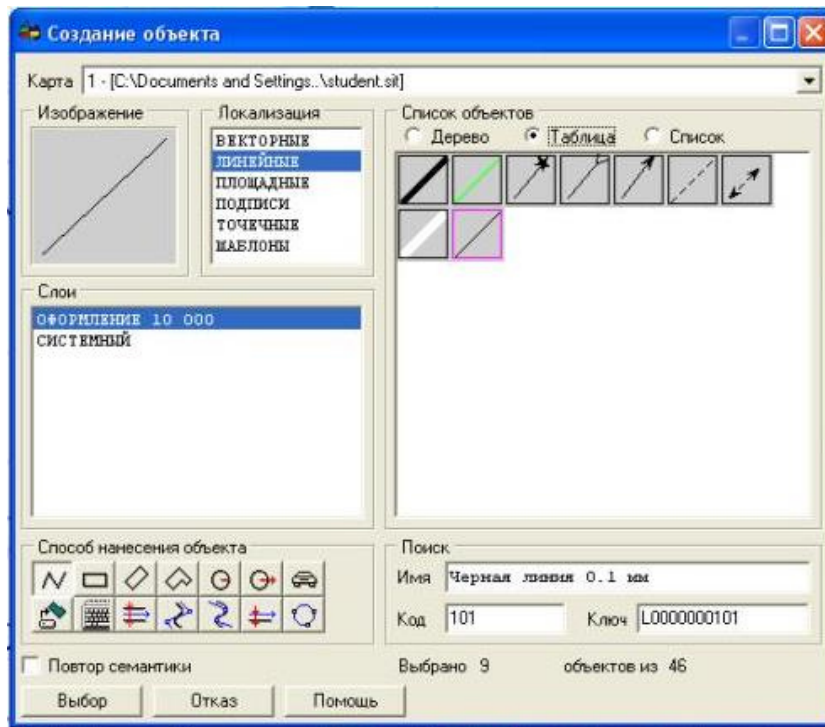 Создание объекта
Карта 1 - [C:\Documents and Settings..\student.sit]
Изображение
Локализация
ВЕКТОРНЫЕ
ЛИНЕЙНЫЕ
ПЛОЩАДНЫЕ
ПОДПИСИ
ТОЧЕЧНЫЕ
ШАБЛОНЫ
Список объектов
Дерево Таблица Список
Слои
ОФОРМЛЕНИЕ 10 000
СИСТЕМНЫЙ
Способ нанесения объекта
Поиск
Имя Черная линия 0.1 мм
Код 101 Ключ L0000000101
Повтор семантики
Выбрано 9 объектов из 46
Выбор Отказ Помощь